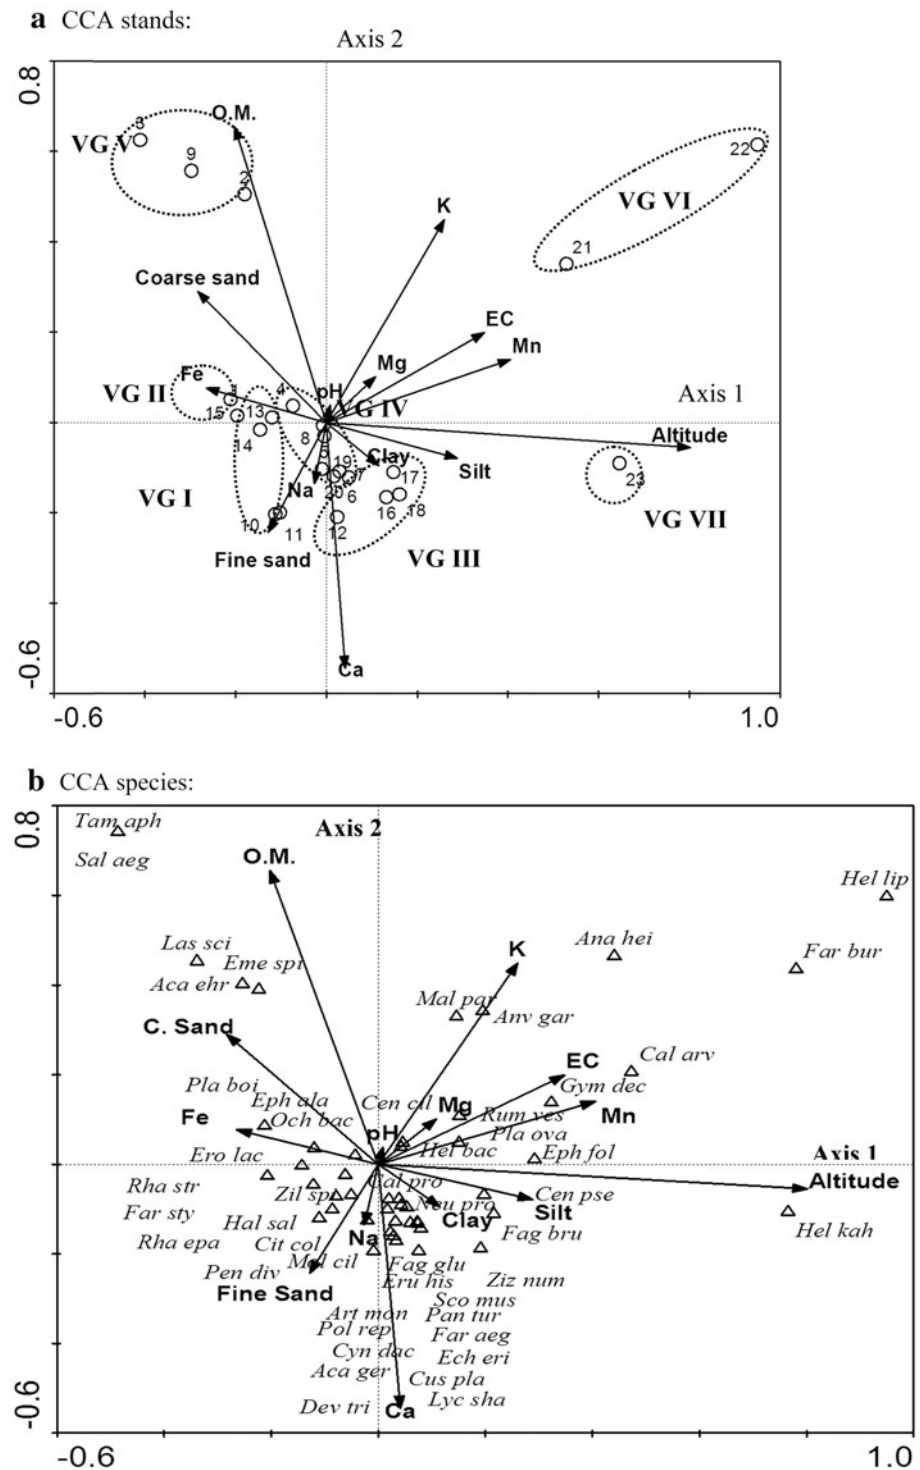 a CCA stands:
Axis 2
0.8
3
O.M.
VG V
9
2
22
K
VG VI
21
Coarse sand
EC
Mn
Mg
Fe
pH
Axis 1
VG II
1
4
VG IV
15
13
Altitude
14
8
5
19
Clay
Silt
17
7
23
VG I
Na
20
6
16
18
VG VII
10
11
12
Fine sand
VG III
Ca
-0.6
-0.6
1.0
b CCA species:
0.8
Tam aph
Axis 2
Sal aeg
O.M.
Hel lip
Las sci
K
Ana hei
Far bur
Eme spi
Aca ehr
Mal par
Anv gar
C. Sand
EC
Cal arv
Pla boi
Gym dec
Eph ala
Cen cil
Mg
Rum ves
Mn
Fe
Och bac
pH
Pla ova
Hel bac
Eph fol
Axis 1
Ero lac
Altitude
Rha str
Zil spi
Cal pro
Cen pse
Neu pro
Silt
Far sty
Hal sal
Clay
Fag bru
Hel kah
Rha epa
Cit col
Na
Mol cil
Fag glu
Pen div
Eru his
Ziz num
Fine Sand
Sco mus
Art mon
Pan tur
Pol rep
Far aeg
Cyn dac
Ech eri
Aca ger
Cus pla
Dev tri
Ca
Lyc sha
-0.6
-0.6
1.0